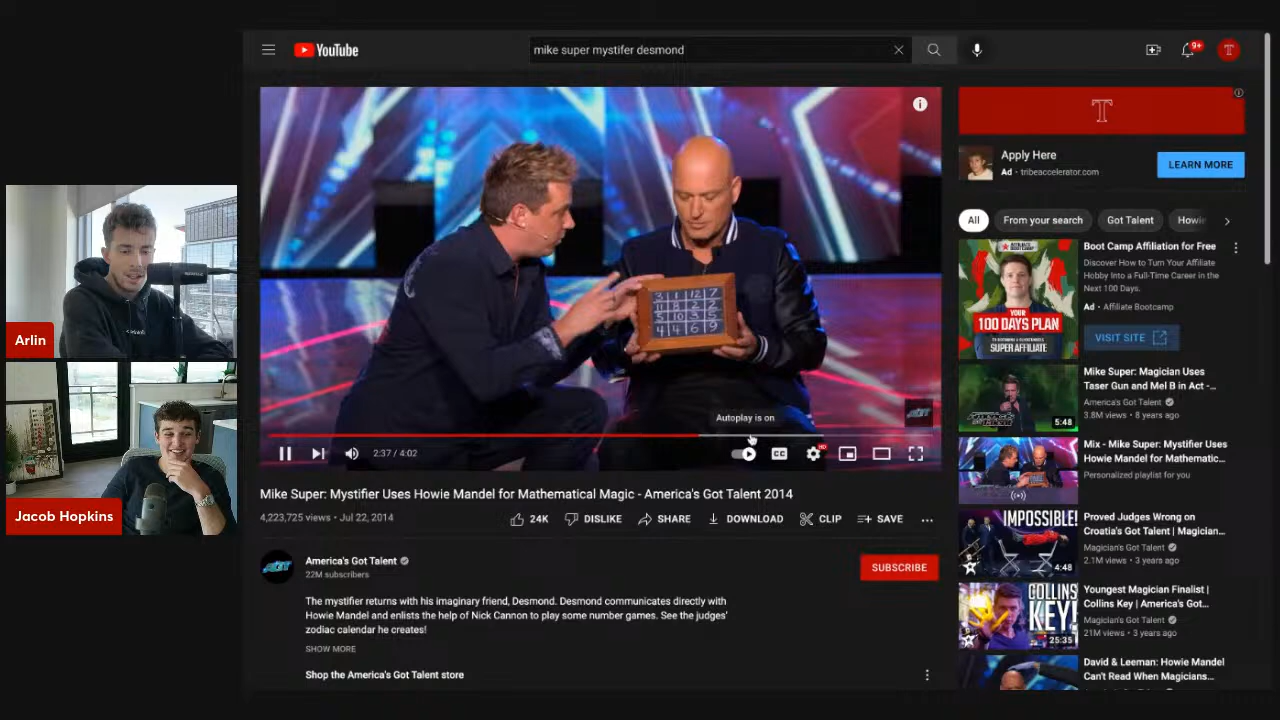 YouTube
mike super mystifer desmond
9+
T
T
Apply Here
Ad · tribeaccelerator.com
LEARN MORE
All
From your search
Got Talent
Howie
Boot Camp Affiliation for Free
Discover How to Turn Your Affiliate
Hobby Into a Full-Time Career in the
Next 100 Days.
Ad · Affiliate Bootcamp
VISIT SITE
YOUR
100 DAYS PLAN
TO BECOMING A
SUPER AFFILIATE
Arlin
Jacob Hopkins
Autoplay is on
2:37 / 4:02
CC
HD
Mike Super: Mystifier Uses Howie Mandel for Mathematical Magic - America's Got Talent 2014
4,223,725 views · Jul 22, 2014
24K
DISLIKE
SHARE
DOWNLOAD
CLIP
SAVE
America's Got Talent
22M subscribers
SUBSCRIBE
The mystifier returns with his imaginary friend, Desmond. Desmond communicates directly with
Howie Mandel and enlists the help of Nick Cannon to play some number games. See the judges'
zodiac calendar he creates!
SHOW MORE
Shop the America's Got Talent store
Mike Super: Magician Uses
Taser Gun and Mel B in Act -...
America's Got Talent
3.8M views · 8 years ago
5:48
Mix - Mike Super: Mystifier Uses
Howie Mandel for Mathematic...
Personalized playlist for you
IMPOSSIBLE!
4:48
Proved Judges Wrong on
Croatia's Got Talent | Magician...
Magician's Got Talent
2.1M views · 3 years ago
COLLINS
KEY!
25:35
Youngest Magician Finalist |
Collins Key | America's Got...
Magician's Got Talent
21M views · 3 years ago
David & Leeman: Howie Mandel
Can't Read When Magicians...